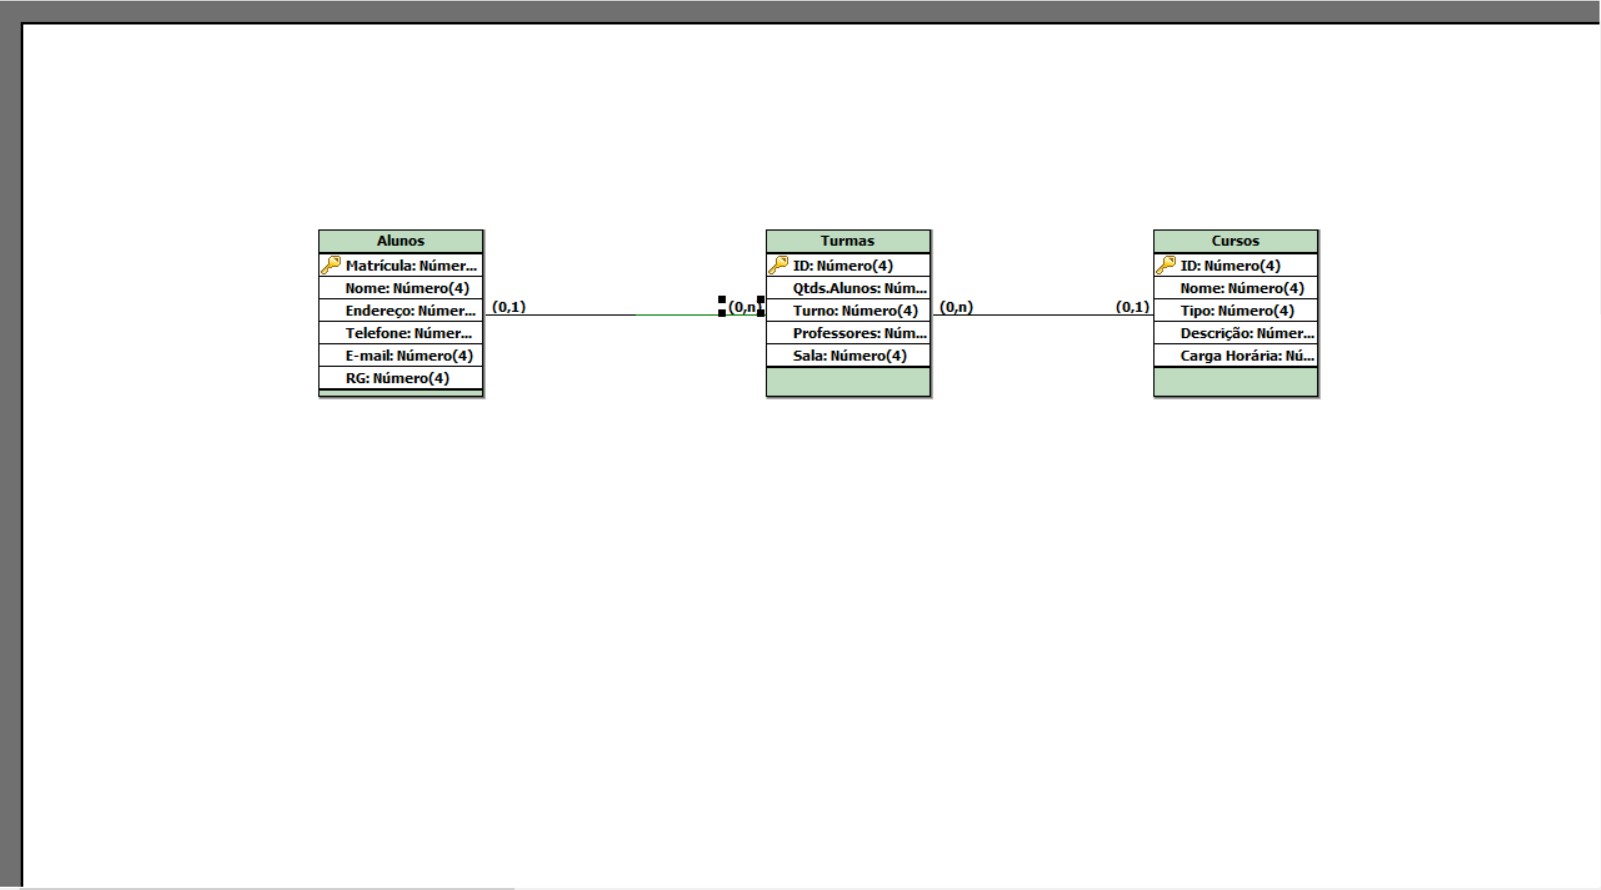 Alunos
Matrícula: Númer...
Nome: Número(4)
Endereço: Númer...
Telefone: Númer...
E-mail: Número(4)
RG: Número(4)
(0,1)
(0,n)
Turmas
ID: Número(4)
Qtds.Alunos: Núm...
Turno: Número(4)
Professores: Núm...
Sala: Número(4)
(0,n)
(0,1)
Cursos
ID: Número(4)
Nome: Número(4)
Tipo: Número(4)
Descrição: Númer...
Carga Horária: Nú...